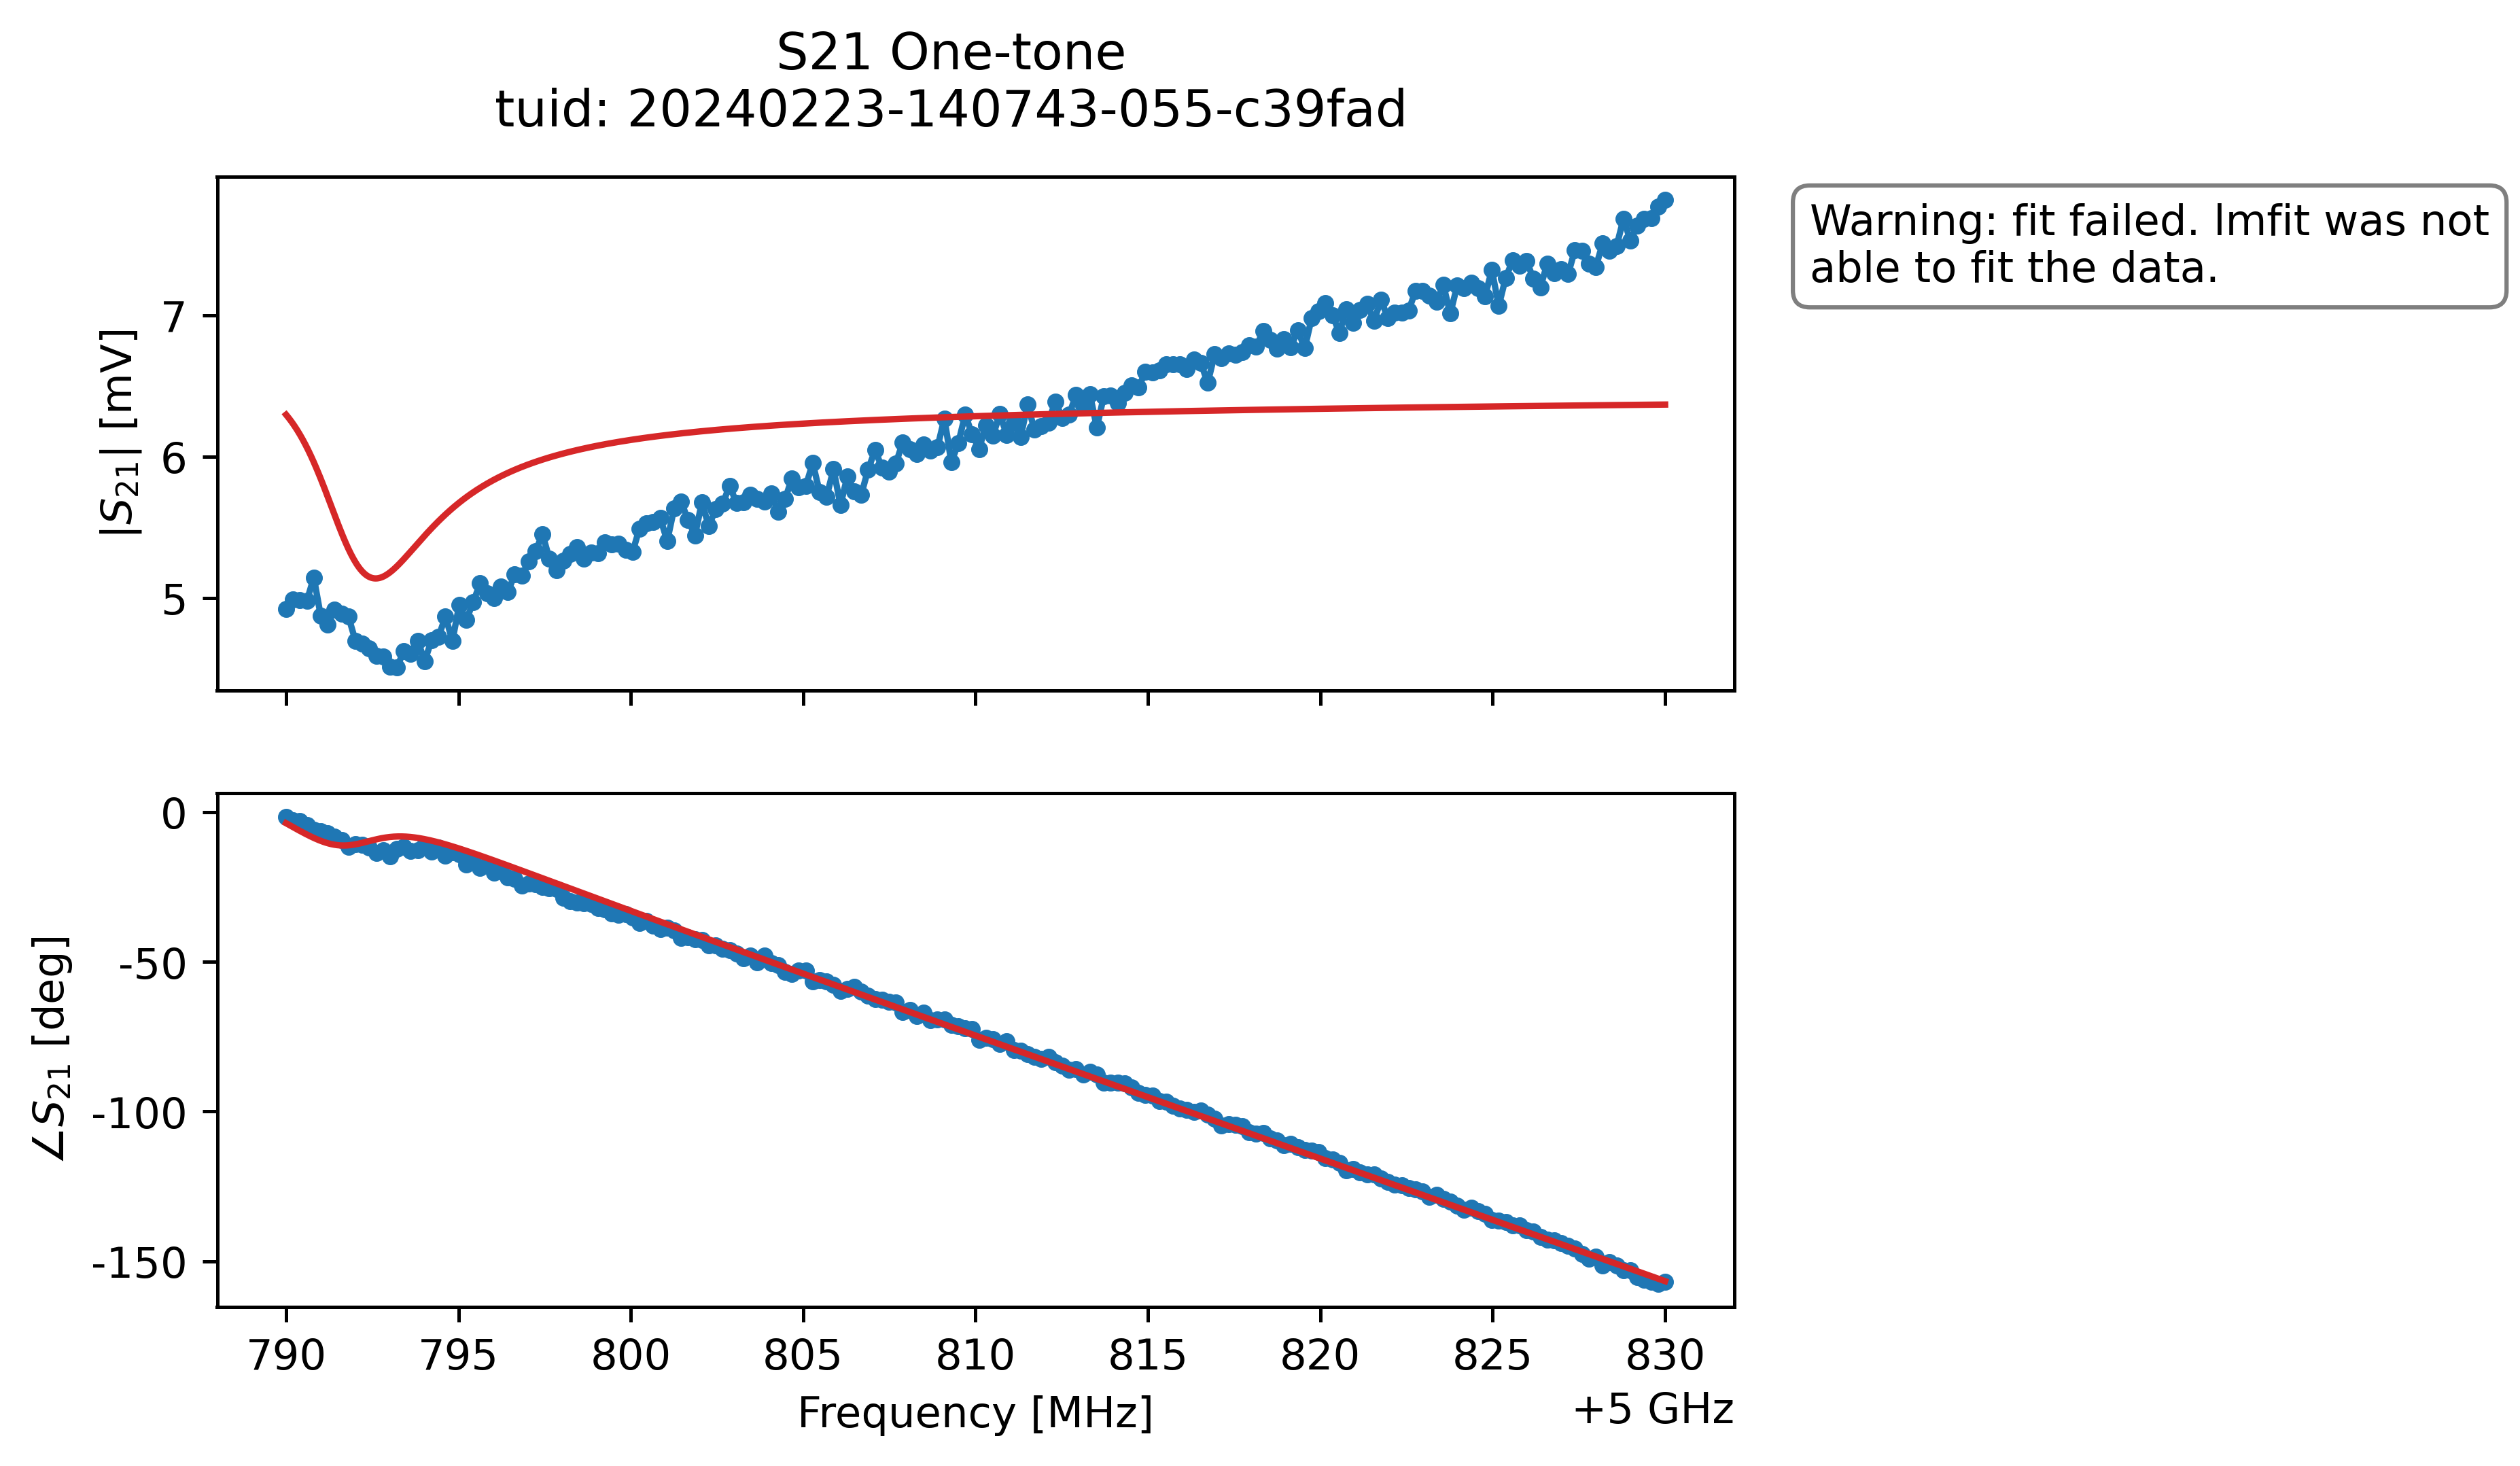 S21 One-tone
tuid: 20240223-140743-055-c39fad
Warning: fit failed. lmfit was not
able to fit the data.
|S₂₁| [mV]
7
6
5
∠S₂₁ [deg]
0
-50
-100
-150
790 795 800 805 810 815 820 825 830
Frequency [MHz]
+5 GHz